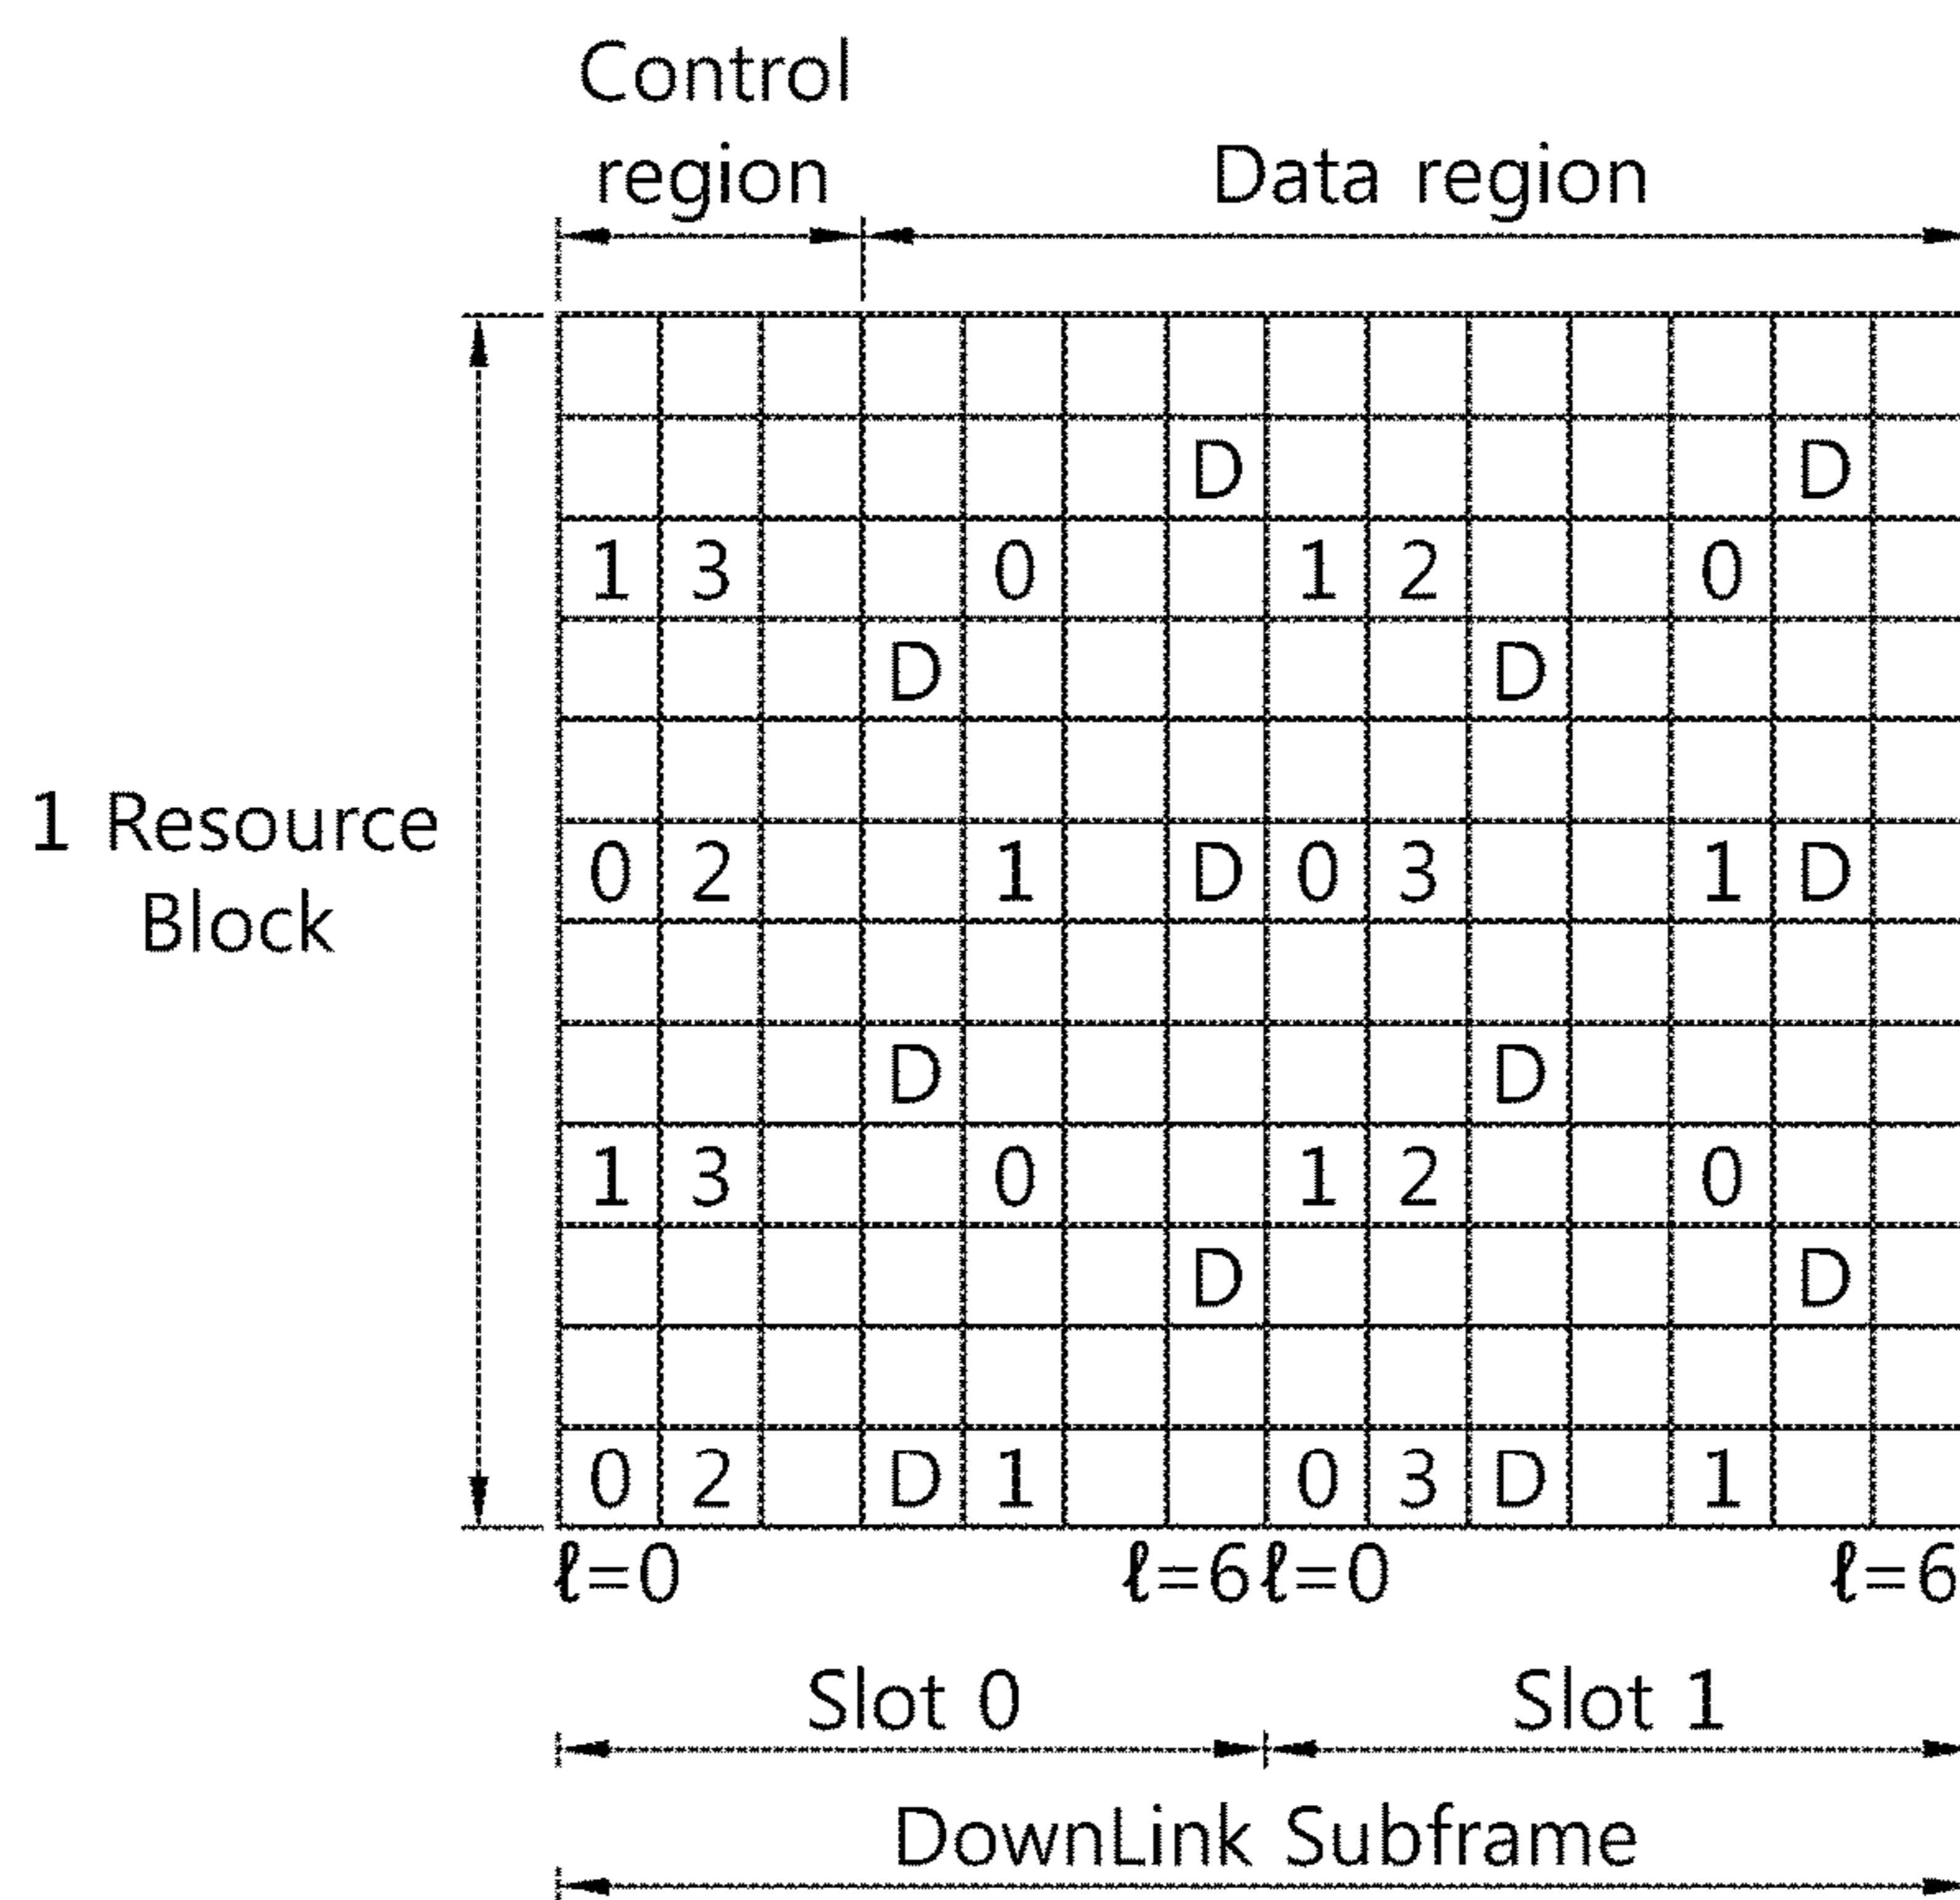 Control
region
Data region
D D
1 3 0 1 2 0
D D
1 Resource
Block
0 2 1 D 0 3 1 D
D D
1 3 0 1 2 0
D D
0 2 D 1 0 3 D 1
ℓ=0 ℓ=6 ℓ=0 ℓ=6
Slot 0 Slot 1
DownLink Subframe